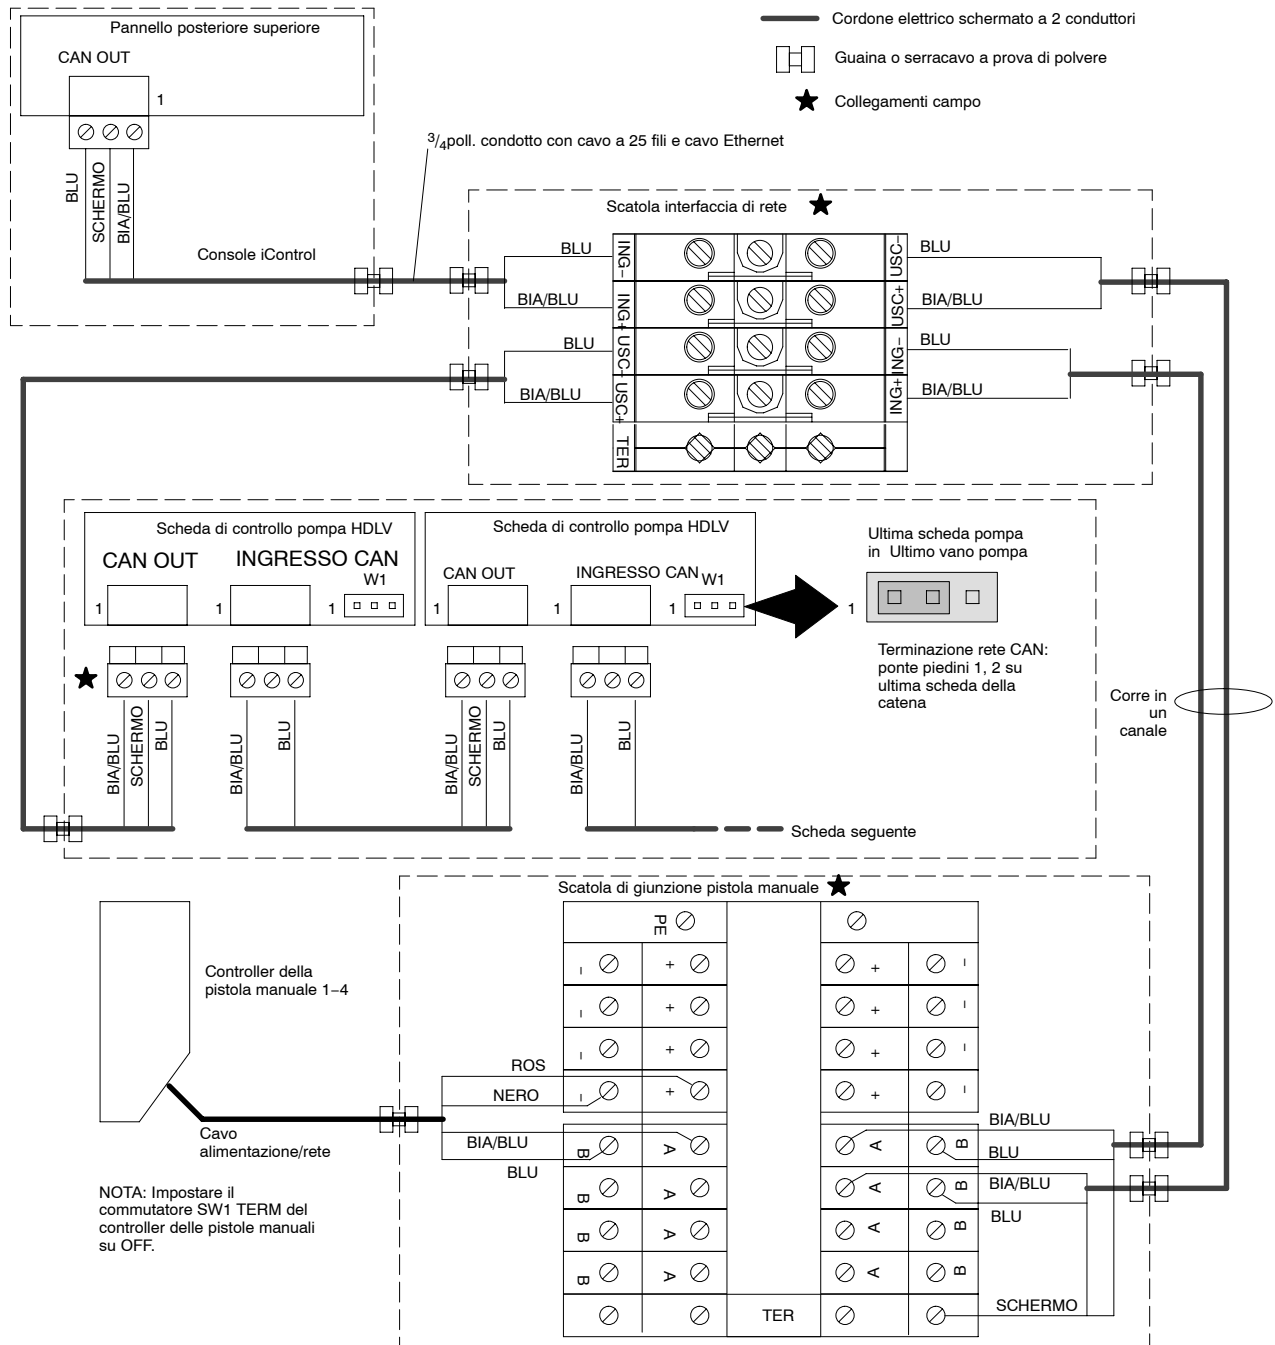 Pannello posteriore superiore
CAN OUT
1
BLU
SCHERMO
BIA/BLU
Console iControl
Cordone elettrico schermato a 2 conduttori
Guaina o serracavo a prova di polvere
Collegamenti campo
3/4poll. condotto con cavo a 25 fili e cavo Ethernet
Scatola interfaccia di rete
BLU
ING−
USC−
BLU
BIA/BLU
ING+
USC+
BIA/BLU
BLU
USC−
ING−
BLU
BIA/BLU
USC+
ING+
BIA/BLU
TER
Scheda di controllo pompa HDLV
CAN OUT
INGRESSO CAN
W1
1
1
1
Scheda di controllo pompa HDLV
CAN OUT
INGRESSO CAN
W1
1
1
1
Ultima scheda pompa
in Ultimo vano pompa
1
Terminazione rete CAN:
ponte piedini 1, 2 su
ultima scheda della
catena
Corre in
un
canale
BIA/BLU
SCHERMO
BLU
BIA/BLU
BLU
BIA/BLU
SCHERMO
BLU
BIA/BLU
BLU
Scheda seguente
Scatola di giunzione pistola manuale
PE
− + + −
− + + −
− + + −
− + + −
B A A B
B A A B
B A A B
B A A B
TER
Controller della
pistola manuale 1−4
ROS
NERO
BIA/BLU
BLU
Cavo
alimentazione/rete
BIA/BLU
BLU
BIA/BLU
BLU
SCHERMO
NOTA: Impostare il
commutatore SW1 TERM del
controller delle pistole manuali
su OFF.